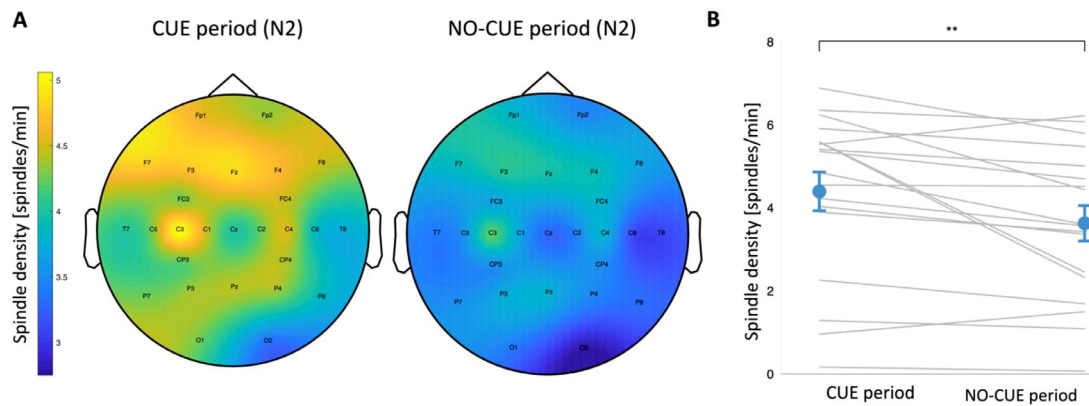 A
CUE period (N2)
NO-CUE period (N2)
B
**
Spindle density [spindles/min]
5
4.5
4
3.5
3
Fp1
Fp2
F7
F3
Fz
F4
F8
FC3
FC4
T7
C5
C3
C1
Cz
C2
C4
C6
T8
CP3
CP4
P7
P3
Pz
P4
P8
O1
O2
Fp1
Fp2
F7
F3
Fz
F4
F8
FC3
FC4
T7
C5
C3
C1
Cz
C2
C4
C6
T8
CP3
CP4
P7
P3
Pz
P4
P8
O1
O2
Spindle density [spindles/min]
8
6
4
2
0
CUE period
NO-CUE period